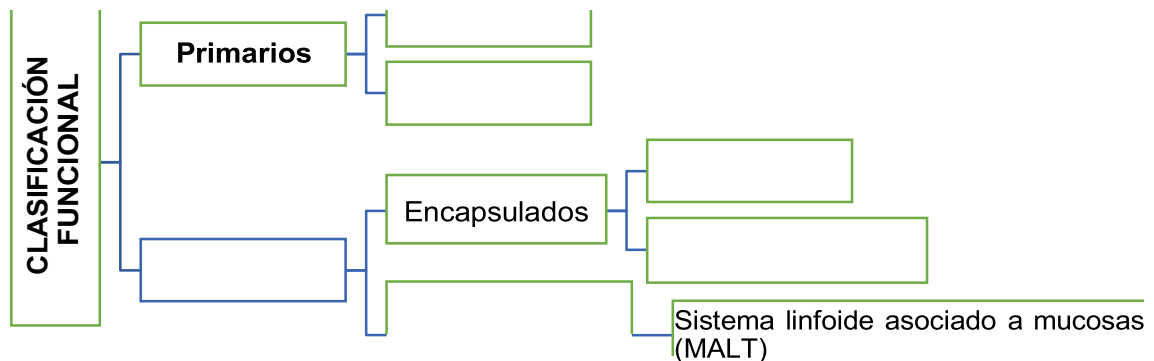 CLASIFICACIÓN
FUNCIONAL
Primarios
Encapsulados
Sistema linfoide asociado a mucosas
(MALT)